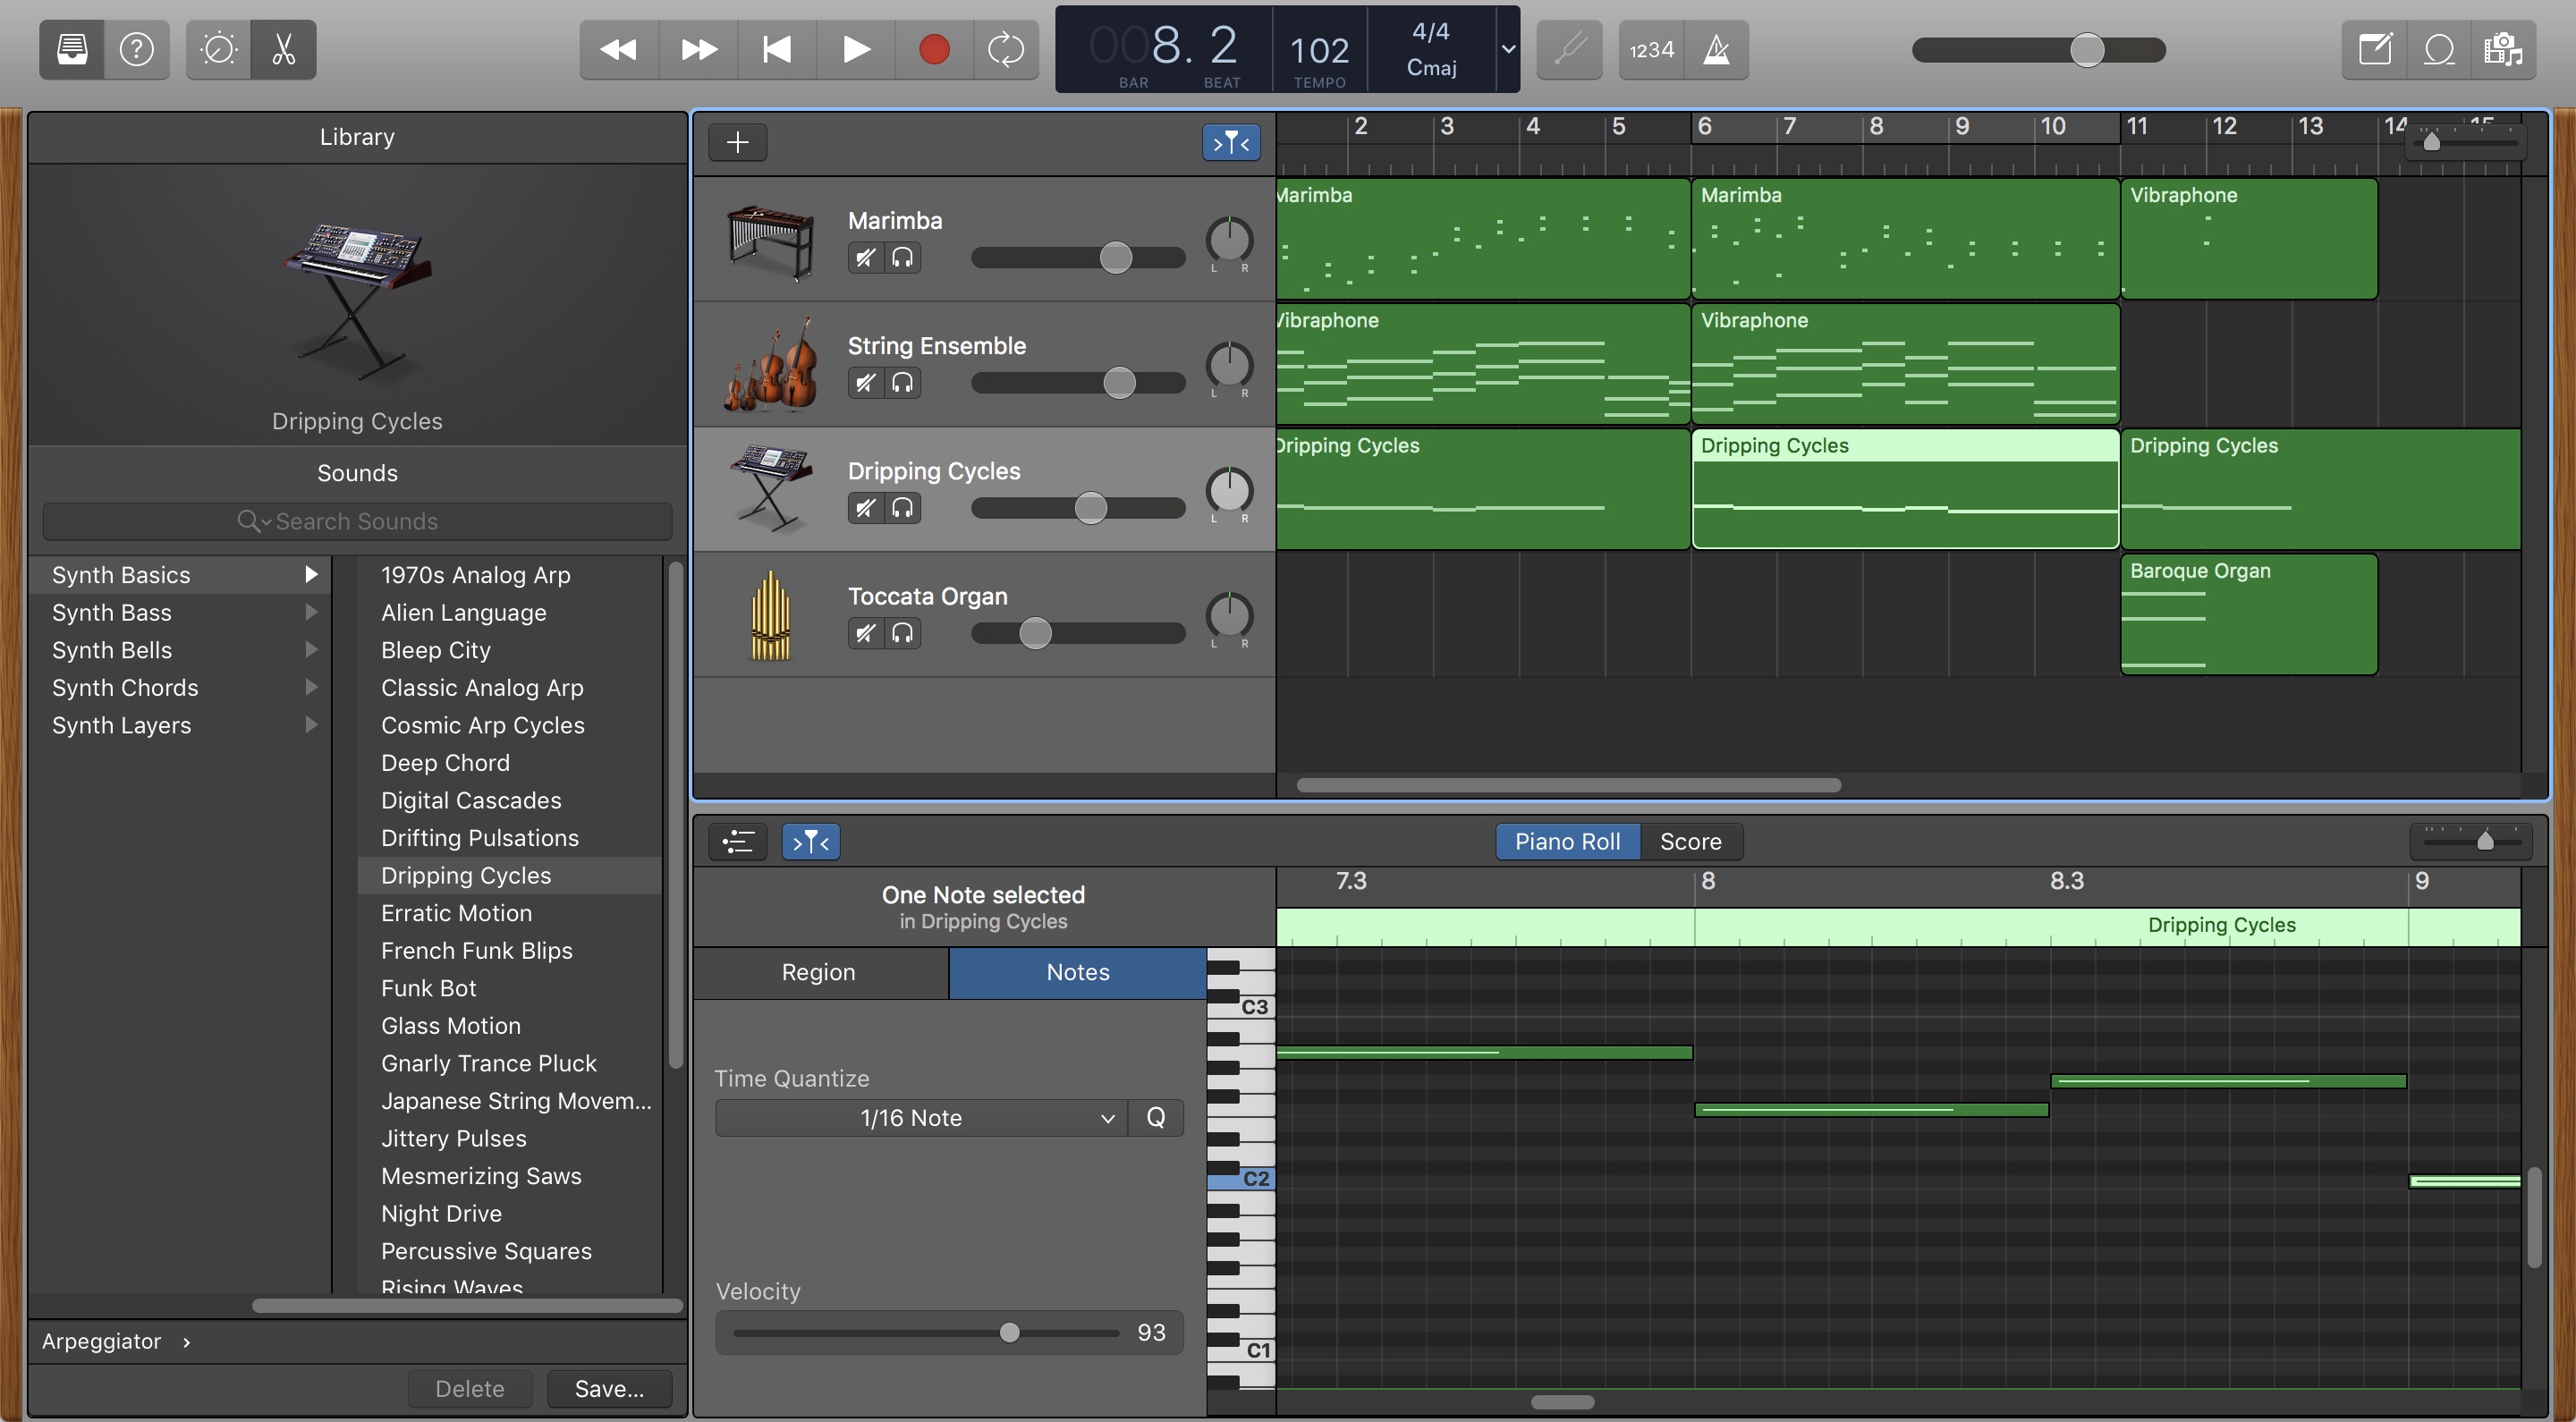 008. 2
BAR BEAT
102
TEMPO
4/4
Cmaj
1234
Library
Dripping Cycles
Sounds
Search Sounds
Synth Basics
Synth Bass
Synth Bells
Synth Chords
Synth Layers
1970s Analog Arp
Alien Language
Bleep City
Classic Analog Arp
Cosmic Arp Cycles
Deep Chord
Digital Cascades
Drifting Pulsations
Dripping Cycles
Erratic Motion
French Funk Blips
Funk Bot
Glass Motion
Gnarly Trance Pluck
Japanese String Movem...
Jittery Pulses
Mesmerizing Saws
Night Drive
Percussive Squares
Rising Waves
Arpeggiator
Delete Save...
2 3 4 5 6 7 8 9 10 11 12 13 14 15
Marimba
L R
Marimba Marimba Vibraphone
String Ensemble
L R
Vibraphone Vibraphone
Dripping Cycles
L R
Dripping Cycles Dripping Cycles Dripping Cycles
Toccata Organ
L R
Baroque Organ
Piano Roll Score
One Note selected
in Dripping Cycles
7.3 8 8.3 9
Dripping Cycles
Region Notes
Time Quantize
1/16 Note Q
Velocity
93
C3
C2
C1